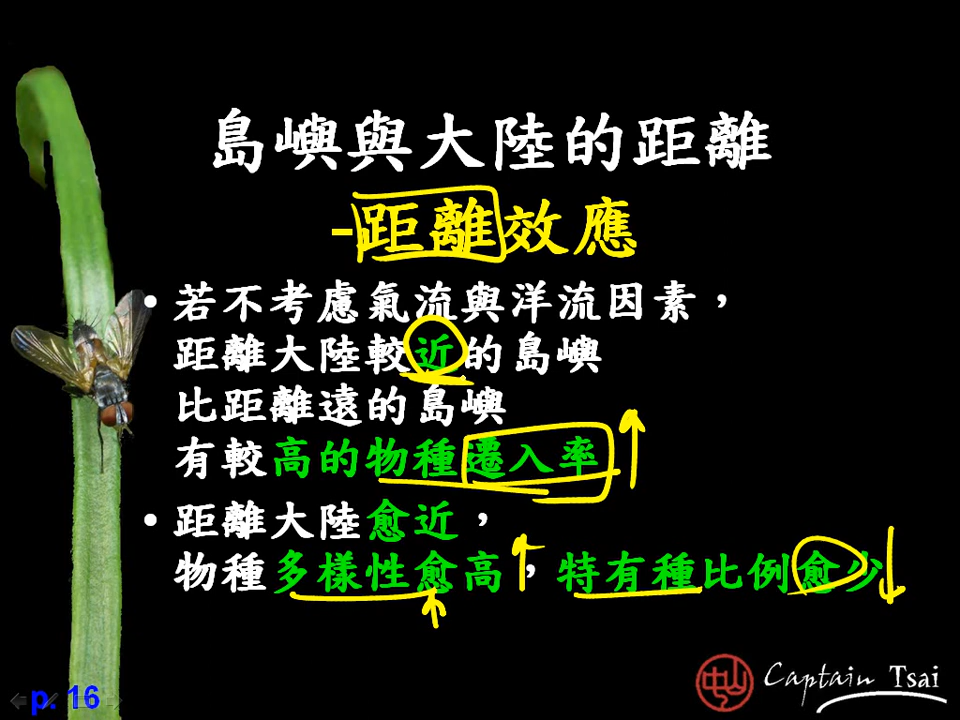 島嶼與大陸的距離
-距離效應
•若不考慮氣流與洋流因素，
距離大陸較近的島嶼
比距離遠的島嶼
有較高的物種遷入率
•距離大陸愈近，
物種多樣性愈高，特有種比例愈少
p. 16
Captain Tsai